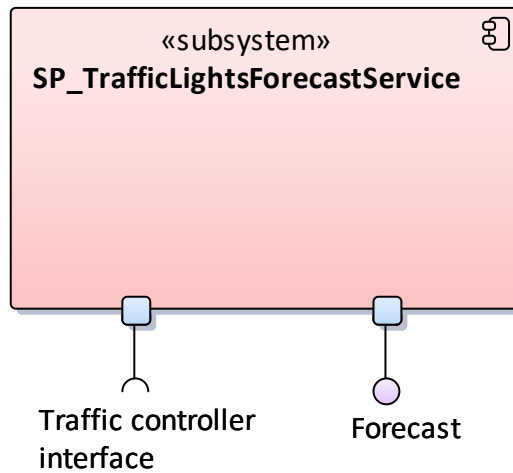 «subsystem»
SP_TrafficLightsForecastService
Traffic controller
interface
Forecast